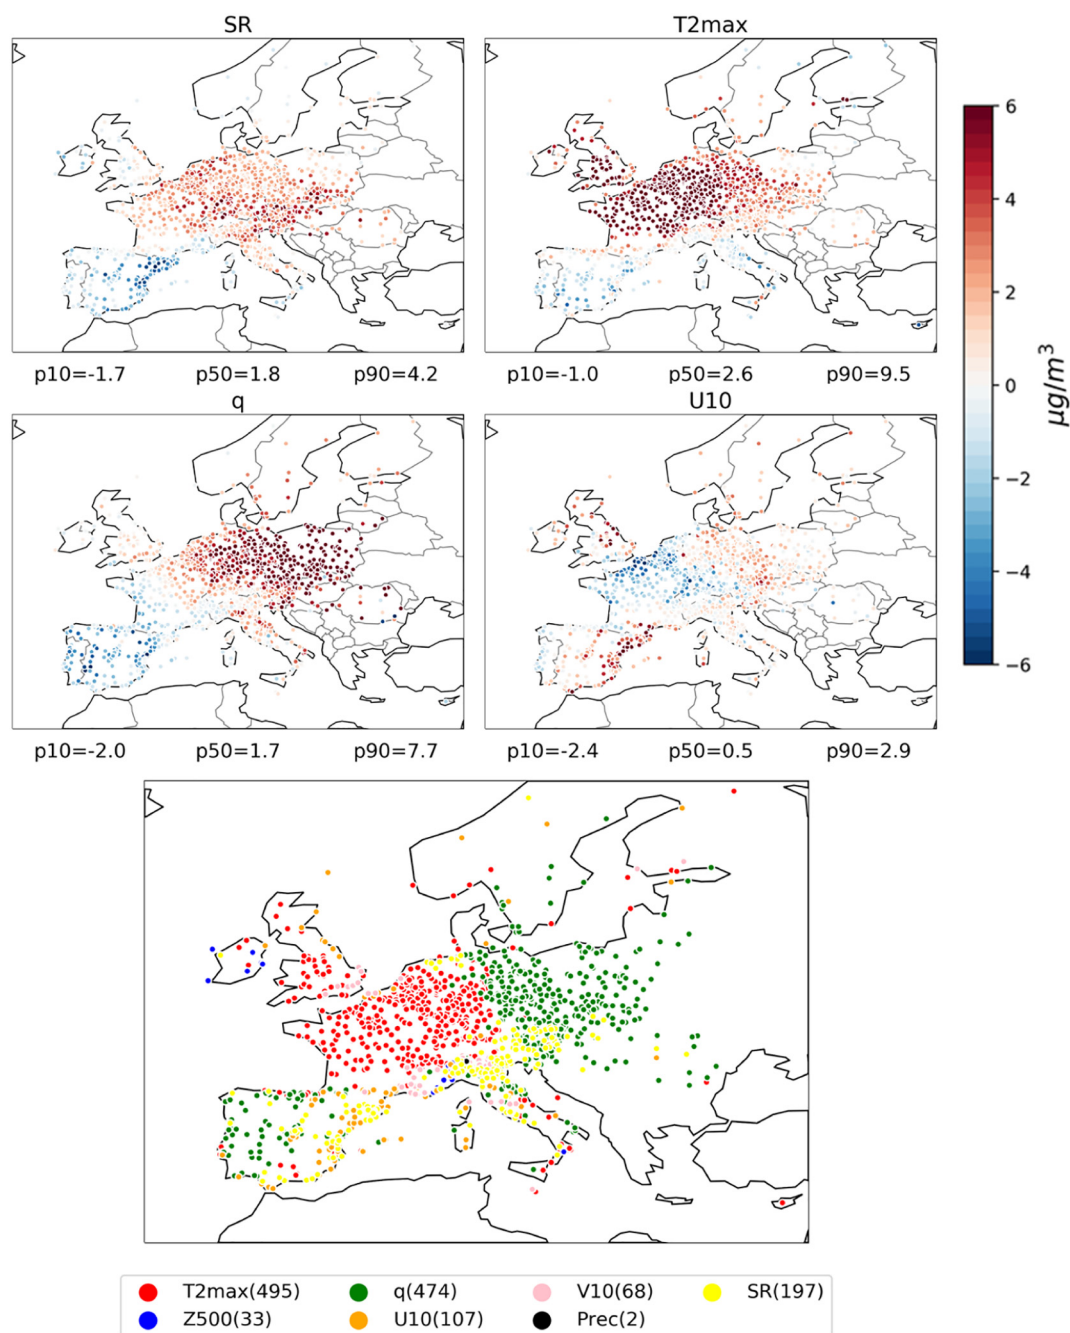 SR T2max
6
4
2
0
−2
−4
−6
μg/m³
p10=-1.7 p50=1.8 p90=4.2 p10=-1.0 p50=2.6 p90=9.5
q U10
p10=-2.0 p50=1.7 p90=7.7 p10=-2.4 p50=0.5 p90=2.9
T2max(495) q(474) V10(68) SR(197)
Z500(33) U10(107) Prec(2)